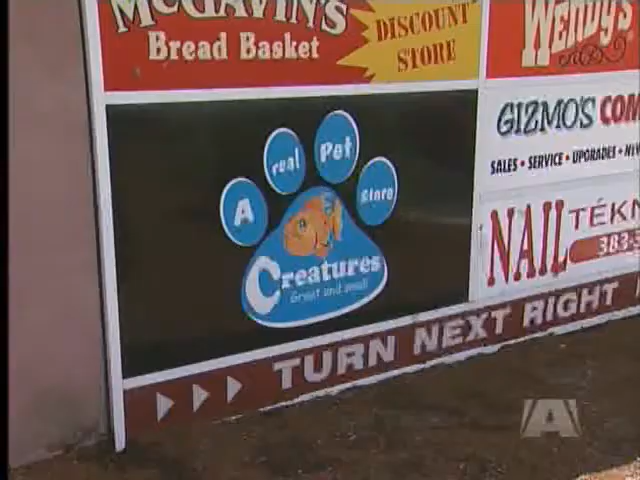 McGAVIN'S
Bread Basket
DISCOUNT
STORE
WENDY'S
A real Pet Store
Creatures
Great and small
GIZMO'S
SALES • SERVICE • UPGRADES •
NAIL
383-
TURN NEXT RIGHT
A